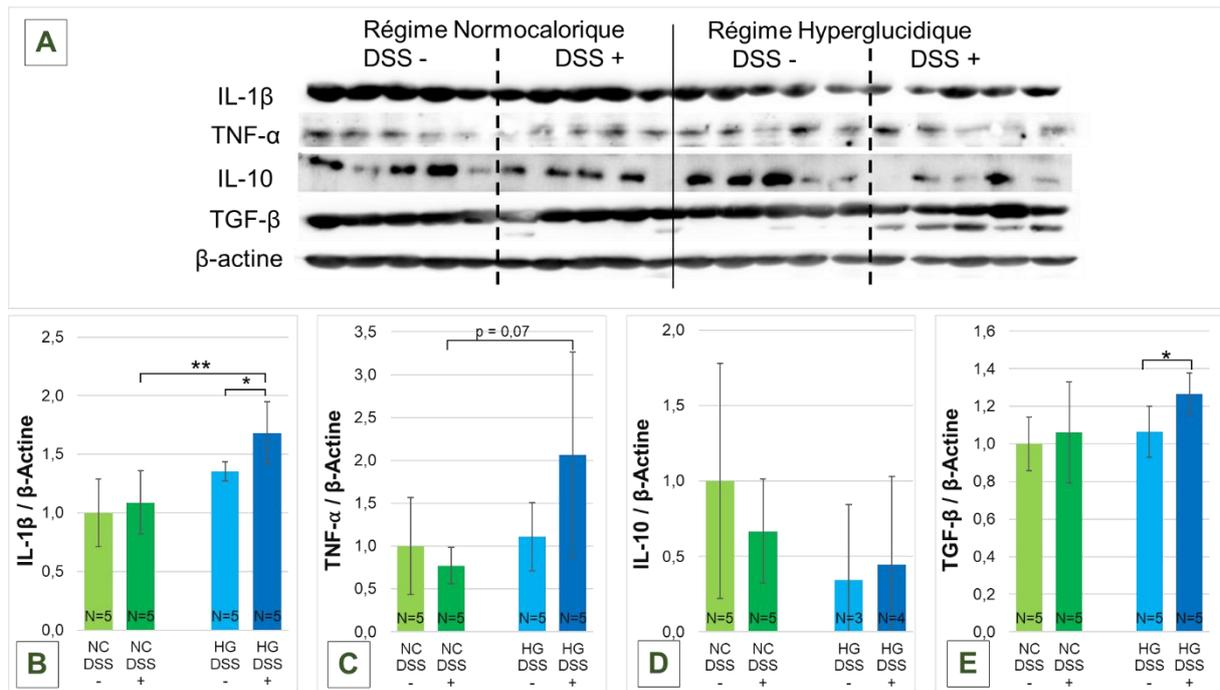 A
Régime Normocalorique
Régime Hyperglucidique
DSS -
DSS +
DSS -
DSS +
IL-1β
TNF-α
IL-10
TGF-β
β-actine
IL-1β / β-Actine
2,5
2,0
1,5
1,0
0,5
0,0
**
*
N=5 N=5 N=5 N=5
NC NC HG HG
DSS DSS DSS DSS
- + - +
B
TNF-α / β-Actine
3,5
3,0
2,5
2,0
1,5
1,0
0,5
0,0
p = 0,07
N=5 N=5 N=5 N=5
NC NC HG HG
DSS DSS DSS DSS
- + - +
C
IL-10 / β-Actine
2,0
1,5
1,0
0,5
0,0
N=5 N=5 N=3 N=4
NC NC HG HG
DSS DSS DSS DSS
- + - +
D
TGF-β / β-Actine
1,6
1,4
1,2
1,0
0,8
0,6
0,4
0,2
0,0
*
N=5 N=5 N=5 N=5
NC NC HG HG
DSS DSS DSS DSS
- + - +
E